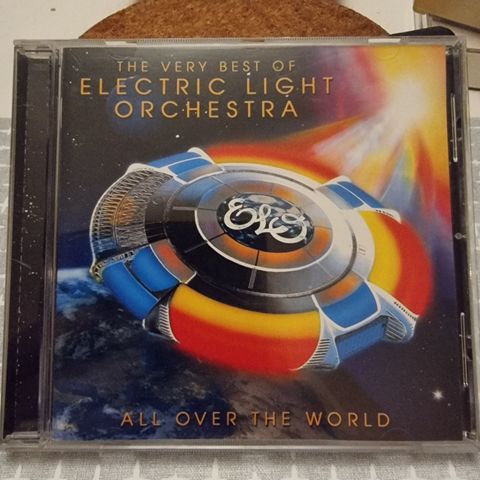 THE VERY BEST OF
ELECTRIC LIGHT
ORCHESTRA
ELO
ALL OVER THE WORLD